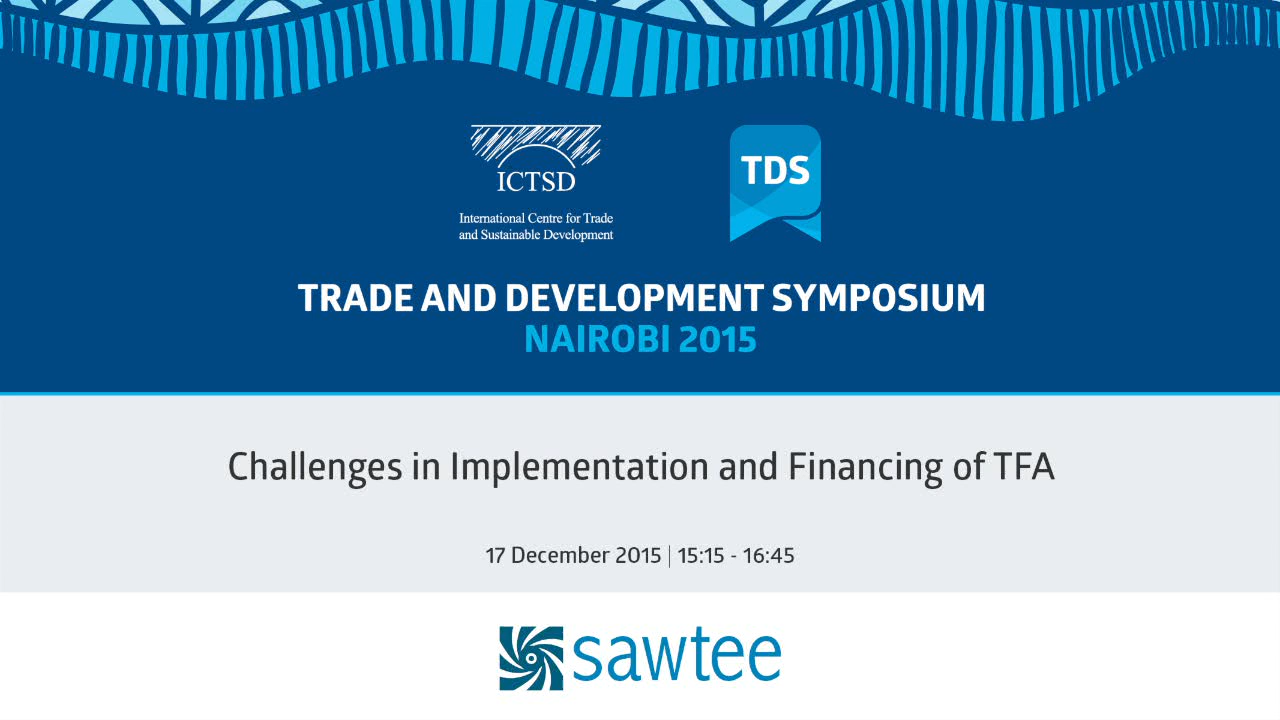 ICTSD
International Centre for Trade
and Sustainable Development
TDS
TRADE AND DEVELOPMENT SYMPOSIUM
NAIROBI 2015
Challenges in Implementation and Financing of TFA
17 December 2015 | 15:15 - 16:45
sawtee